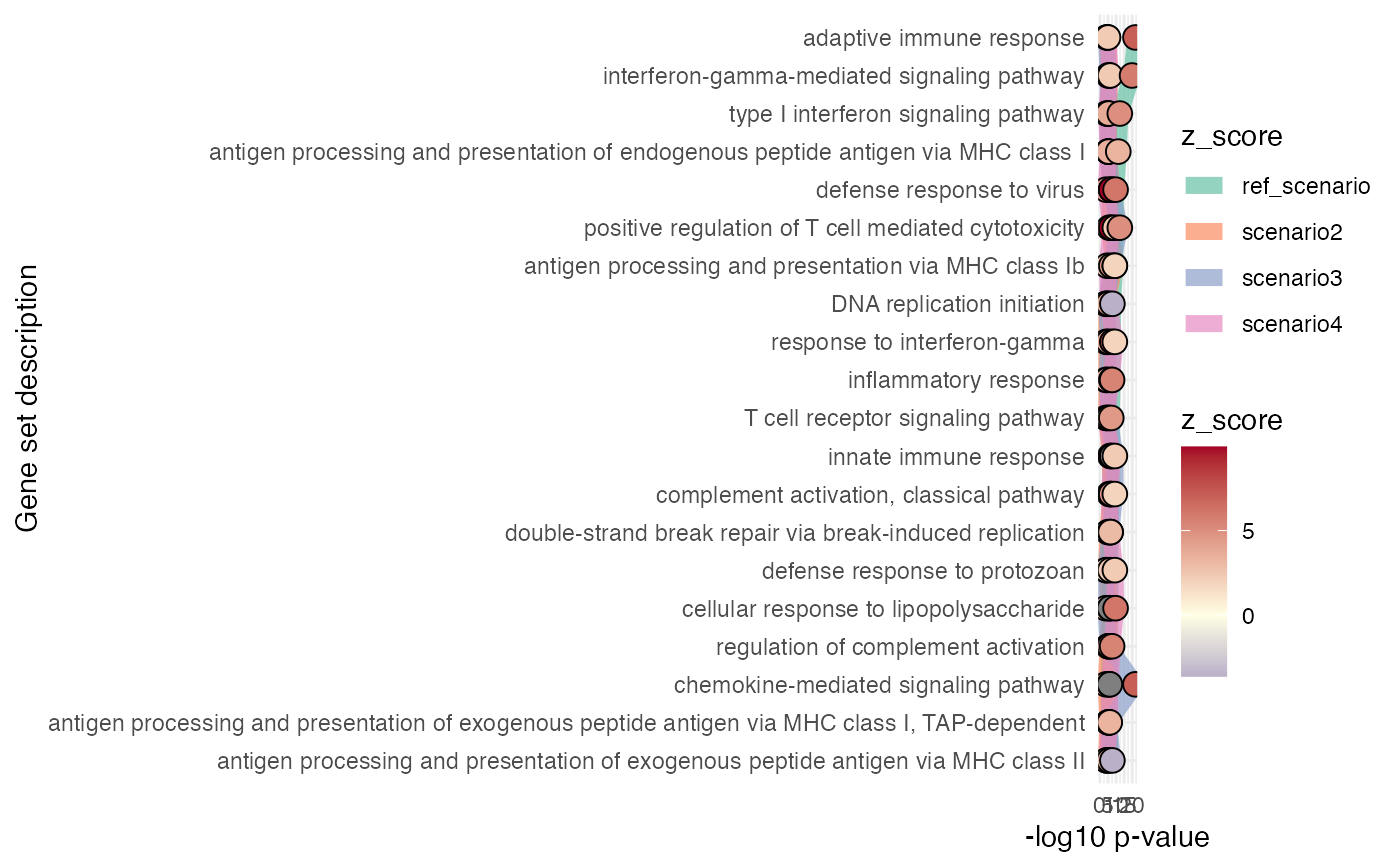 adaptive immune response
interferon-gamma-mediated signaling pathway
type I interferon signaling pathway
antigen processing and presentation of endogenous peptide antigen via MHC class I
defense response to virus
positive regulation of T cell mediated cytotoxicity
antigen processing and presentation via MHC class Ib
DNA replication initiation
response to interferon-gamma
inflammatory response
T cell receptor signaling pathway
innate immune response
complement activation, classical pathway
double-strand break repair via break-induced replication
defense response to protozoan
cellular response to lipopolysaccharide
regulation of complement activation
chemokine-mediated signaling pathway
antigen processing and presentation of exogenous peptide antigen via MHC class I, TAP-dependent
antigen processing and presentation of exogenous peptide antigen via MHC class II
Gene set description
-log10 p-value
z_score
ref_scenario
scenario2
scenario3
scenario4
z_score
5
0